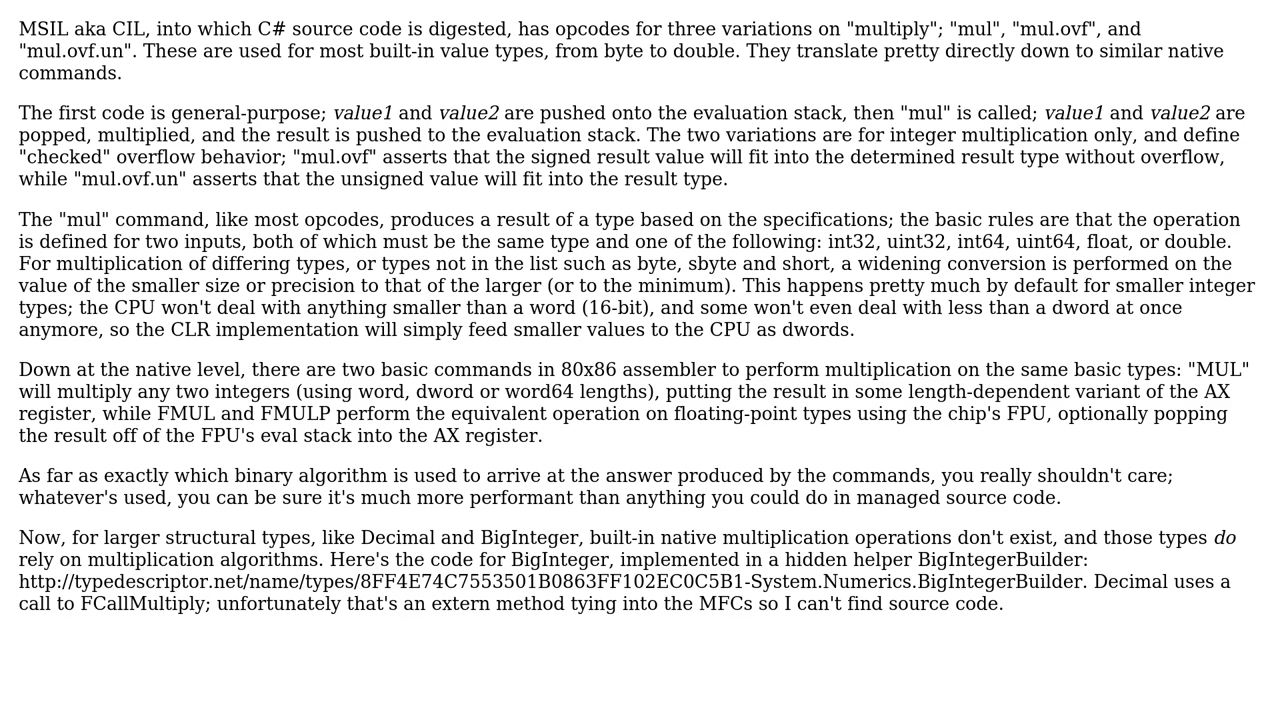 MSIL aka CIL, into which C# source code is digested, has opcodes for three variations on "multiply"; "mul", "mul.ovf", and
"mul.ovf.un". These are used for most built-in value types, from byte to double. They translate pretty directly down to similar native
commands.
The first code is general-purpose; value1 and value2 are pushed onto the evaluation stack, then "mul" is called; value1 and value2 are
popped, multiplied, and the result is pushed to the evaluation stack. The two variations are for integer multiplication only, and define
"checked" overflow behavior; "mul.ovf" asserts that the signed result value will fit into the determined result type without overflow,
while "mul.ovf.un" asserts that the unsigned value will fit into the result type.
The "mul" command, like most opcodes, produces a result of a type based on the specifications; the basic rules are that the operation
is defined for two inputs, both of which must be the same type and one of the following: int32, uint32, int64, uint64, float, or double.
For multiplication of differing types, or types not in the list such as byte, sbyte and short, a widening conversion is performed on the
value of the smaller size or precision to that of the larger (or to the minimum). This happens pretty much by default for smaller integer
types; the CPU won't deal with anything smaller than a word (16-bit), and some won't even deal with less than a dword at once
anymore, so the CLR implementation will simply feed smaller values to the CPU as dwords.
Down at the native level, there are two basic commands in 80x86 assembler to perform multiplication on the same basic types: "MUL"
will multiply any two integers (using word, dword or word64 lengths), putting the result in some length-dependent variant of the AX
register, while FMUL and FMULP perform the equivalent operation on floating-point types using the chip's FPU, optionally popping
the result off of the FPU's eval stack into the AX register.
As far as exactly which binary algorithm is used to arrive at the answer produced by the commands, you really shouldn't care;
whatever's used, you can be sure it's much more performant than anything you could do in managed source code.
Now, for larger structural types, like Decimal and BigInteger, built-in native multiplication operations don't exist, and those types do
rely on multiplication algorithms. Here's the code for BigInteger, implemented in a hidden helper BigIntegerBuilder:
http://typedescriptor.net/name/types/8FF4E74C7553501B0863FF102EC0C5B1-System.Numerics.BigIntegerBuilder. Decimal uses a
call to FCallMultiply; unfortunately that's an extern method tying into the MFCs so I can't find source code.